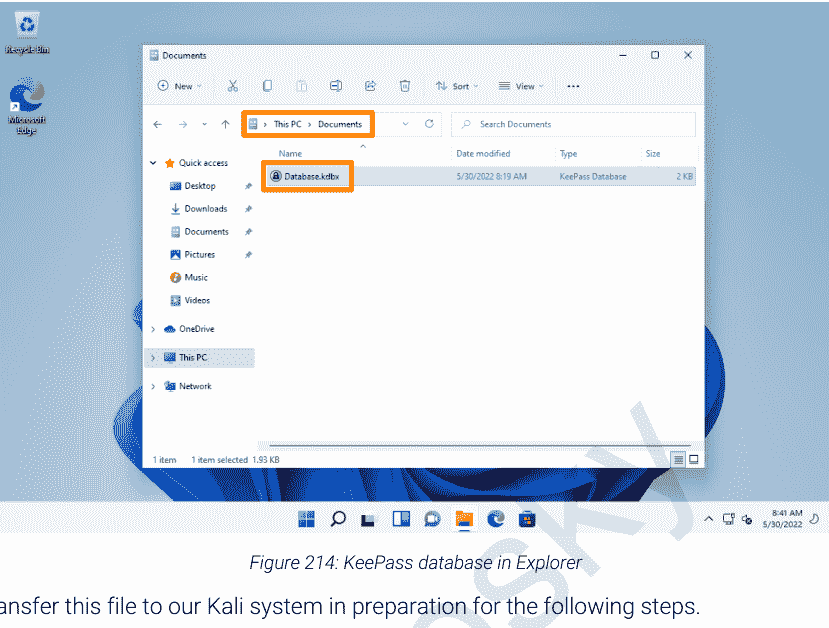 Recycle Bin
Microsoft
Edge
Documents
New
Sort
View
This PC > Documents
Search Documents
Name
Date modified
Type
Size
Quick access
Database.kdbx
5/30/2022 8:19 AM
KeePass Database
2 KB
Desktop
Downloads
Documents
Pictures
Music
Videos
OneDrive
This PC
Network
1 item
1 item selected 1.93 KB
8:41 AM
5/30/2022
Figure 214: KeePass database in Explorer
ansfer this file to our Kali system in preparation for the following steps.